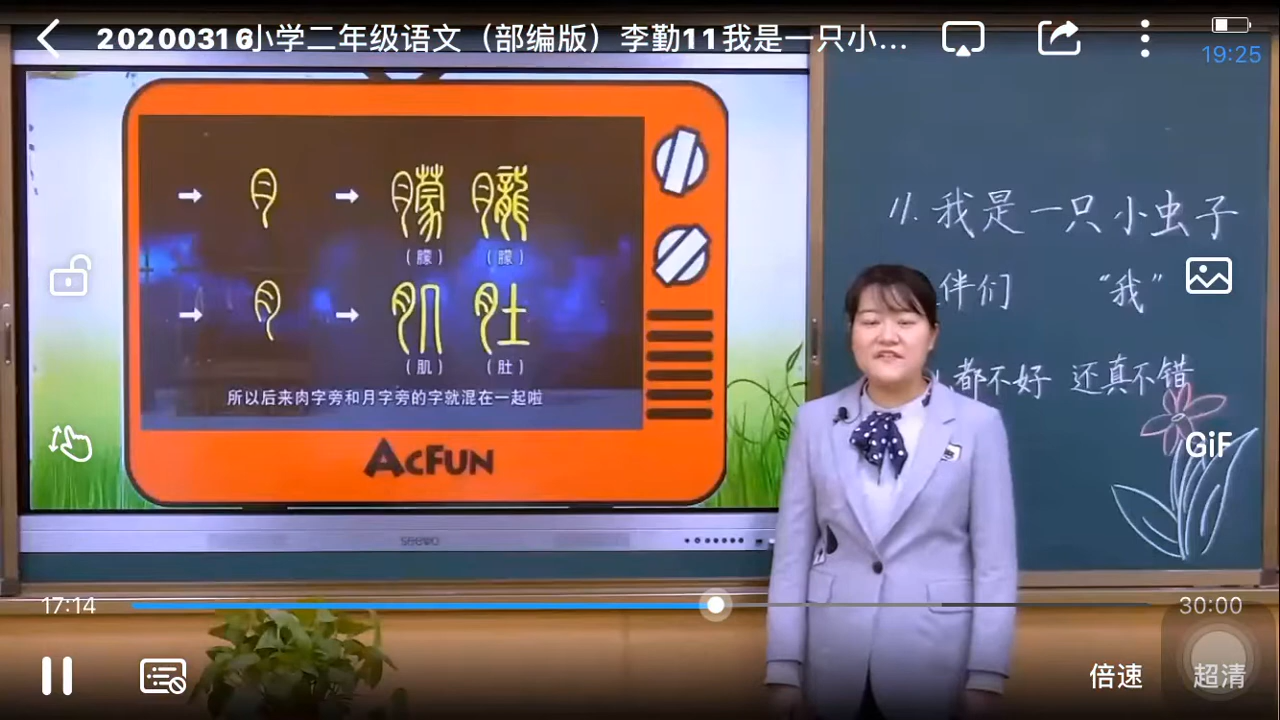 20200316小学二年级语文（部编版）李勤11我是一只小...
19:25
→ 月 → 朦 朧
（朦） （朦）
→ 月 → 肌 肚
（肌） （肚）
所以后来肉字旁和月字旁的字就混在一起啦
ACFUN
seewo
11. 我是一只小虫子
伴们 “我”
都不好 还真不错
GiF
17:14
30:00
倍速
超清